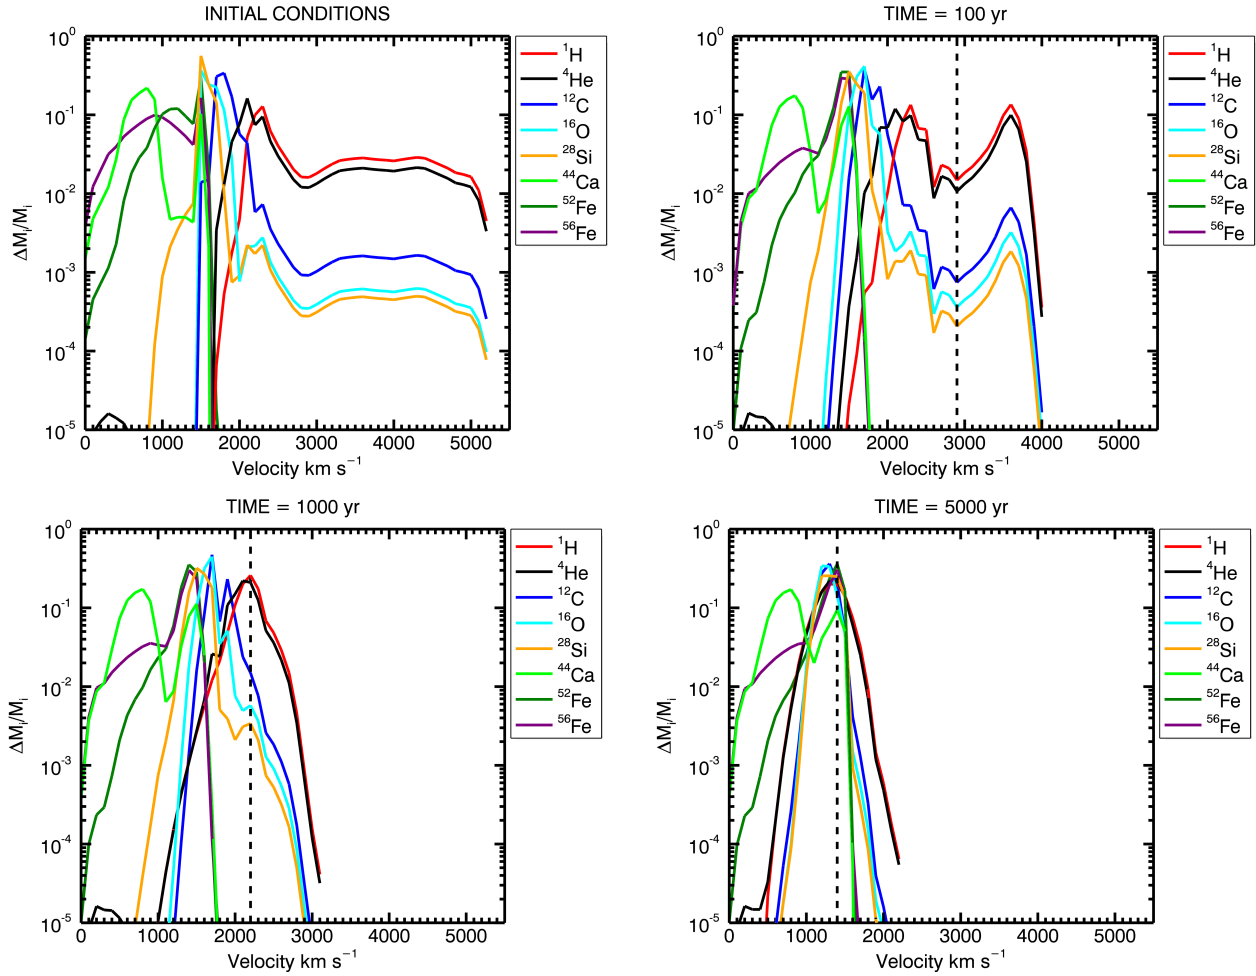 INITIAL CONDITIONS
10⁰
10⁻¹
10⁻²
10⁻³
10⁻⁴
10⁻⁵
ΔMᵢ/Mᵢ
0 1000 2000 3000 4000 5000
Velocity km s⁻¹
¹H
⁴He
¹²C
¹⁶O
²⁸Si
⁴⁴Ca
⁵²Fe
⁵⁶Fe
TIME = 100 yr
10⁰
10⁻¹
10⁻²
10⁻³
10⁻⁴
10⁻⁵
ΔMᵢ/Mᵢ
0 1000 2000 3000 4000 5000
Velocity km s⁻¹
¹H
⁴He
¹²C
¹⁶O
²⁸Si
⁴⁴Ca
⁵²Fe
⁵⁶Fe
TIME = 1000 yr
10⁰
10⁻¹
10⁻²
10⁻³
10⁻⁴
10⁻⁵
ΔMᵢ/Mᵢ
0 1000 2000 3000 4000 5000
Velocity km s⁻¹
¹H
⁴He
¹²C
¹⁶O
²⁸Si
⁴⁴Ca
⁵²Fe
⁵⁶Fe
TIME = 5000 yr
10⁰
10⁻¹
10⁻²
10⁻³
10⁻⁴
10⁻⁵
ΔMᵢ/Mᵢ
0 1000 2000 3000 4000 5000
Velocity km s⁻¹
¹H
⁴He
¹²C
¹⁶O
²⁸Si
⁴⁴Ca
⁵²Fe
⁵⁶Fe